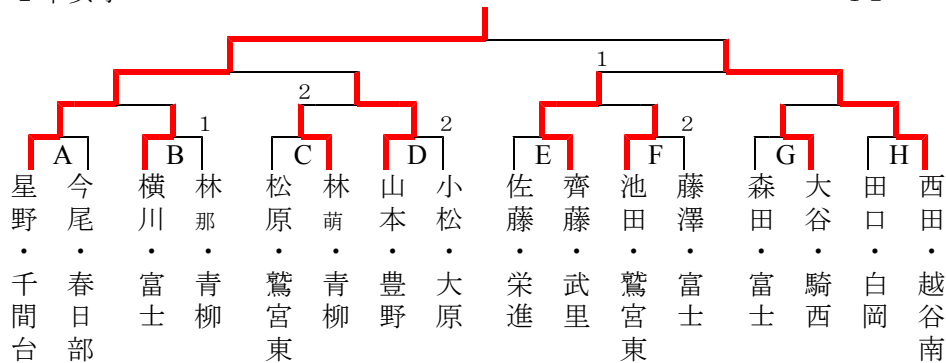 1
2
1
2
2
A
B
C
D
E
F
G
H
星野・千間台
今尾・春日部
横川・富士
林那・青柳
松原・鷲宮東
林萌・青柳
山本・豊野
小松・大原
佐藤・栄進
齊藤・武里
池田・鷲宮東
藤澤・富士
森田・富士
大谷・騎西
田口・白岡
西田・越谷南